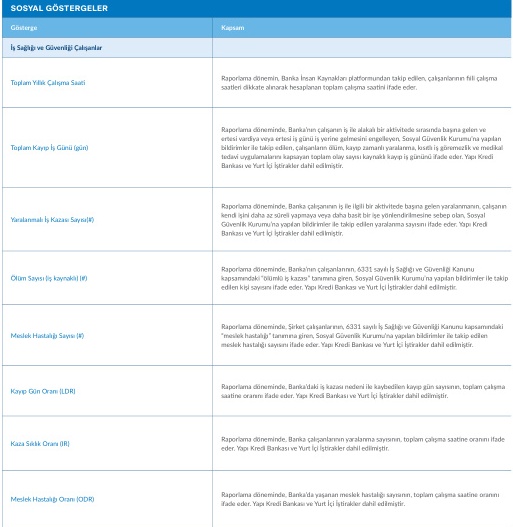 SOSYAL GÖSTERGELER
Gösterge Kapsam
İş Sağlığı ve Güvenliği Çalışanlar
Toplam Yıllık Çalışma Saati
Raporlama dönemin, Banka İnsan Kaynakları platformundan takip edilen, çalışanlarının fiili çalışma
saatleri dikkate alınarak hesaplanan toplam çalışma saatini ifade eder.
Toplam Kayıp İş Günü (gün)
Raporlama döneminde, Banka'nın çalışanın iş ile alakalı bir aktivitede sırasında başına gelen ve
ertesi vardiya veya ertesi iş günü iş yerine gelmesini engelleyen, Sosyal Güvenlik Kurumu'na yapılan
bildirimler ile takip edilen, çalışanların ölüm, kayıp zamanlı yaralanma, kısıtlı iş göremezlik ve medikal
tedavi uygulamalarını kapsayan toplam olay sayısı kaynaklı kayıp iş gününü ifade eder. Yapı Kredi
Bankası ve Yurt İçi İştirakler dahil edilmiştir.
Yaralanmalı İş Kazası Sayısı(#)
Raporlama döneminde, Banka çalışanının iş ile ilgili bir aktivitede başına gelen yaralanmanın, çalışanın
kendi işini daha az süreli yapmaya veya daha basit bir işe yönlendirilmesine sebep olan, Sosyal
Güvenlik Kurumu'na yapılan bildirimler ile takip edilen yaralanma sayısını ifade eder. Yapı Kredi
Bankası ve Yurt İçi İştirakler dahil edilmiştir.
Ölüm Sayısı (iş kaynaklı) (#)
Raporlama döneminde, Banka'nın çalışanlarının, 6331 sayılı İş Sağlığı ve Güvenliği Kanunu
kapsamındaki "ölümlü iş kazası" tanımına giren, Sosyal Güvenlik Kurumu'na yapılan bildirimler ile takip
edilen kişi sayısını ifade eder. Yapı Kredi Bankası ve Yurt İçi İştirakler dahil edilmiştir.
Meslek Hastalığı Sayısı (#)
Raporlama döneminde, Şirket çalışanlarının, 6331 sayılı İş Sağlığı ve Güvenliği Kanunu kapsamındaki
"meslek hastalığı" tanımına giren, Sosyal Güvenlik Kurumu'na yapılan bildirimler ile takip edilen
meslek hastalığı sayısını ifade eder. Yapı Kredi Bankası ve Yurt İçi İştirakler dahil edilmiştir.
Kayıp Gün Oranı (LDR)
Raporlama döneminde, Banka'daki iş kazası nedeni ile kaybedilen kayıp gün sayısının, toplam çalışma
saatine oranını ifade eder. Yapı Kredi Bankası ve Yurt İçi İştirakler dahil edilmiştir.
Kaza Sıklık Oranı (IR)
Raporlama döneminde, Banka çalışanlarının yaralanma sayısının, toplam çalışma saatine oranını ifade
eder. Yapı Kredi Bankası ve Yurt İçi İştirakler dahil edilmiştir.
Meslek Hastalığı Oranı (ODR)
Raporlama döneminde, Banka'da yaşanan meslek hastalığı sayısının, toplam çalışma saatine oranını
ifade eder. Yapı Kredi Bankası ve Yurt İçi İştirakler dahil edilmiştir.